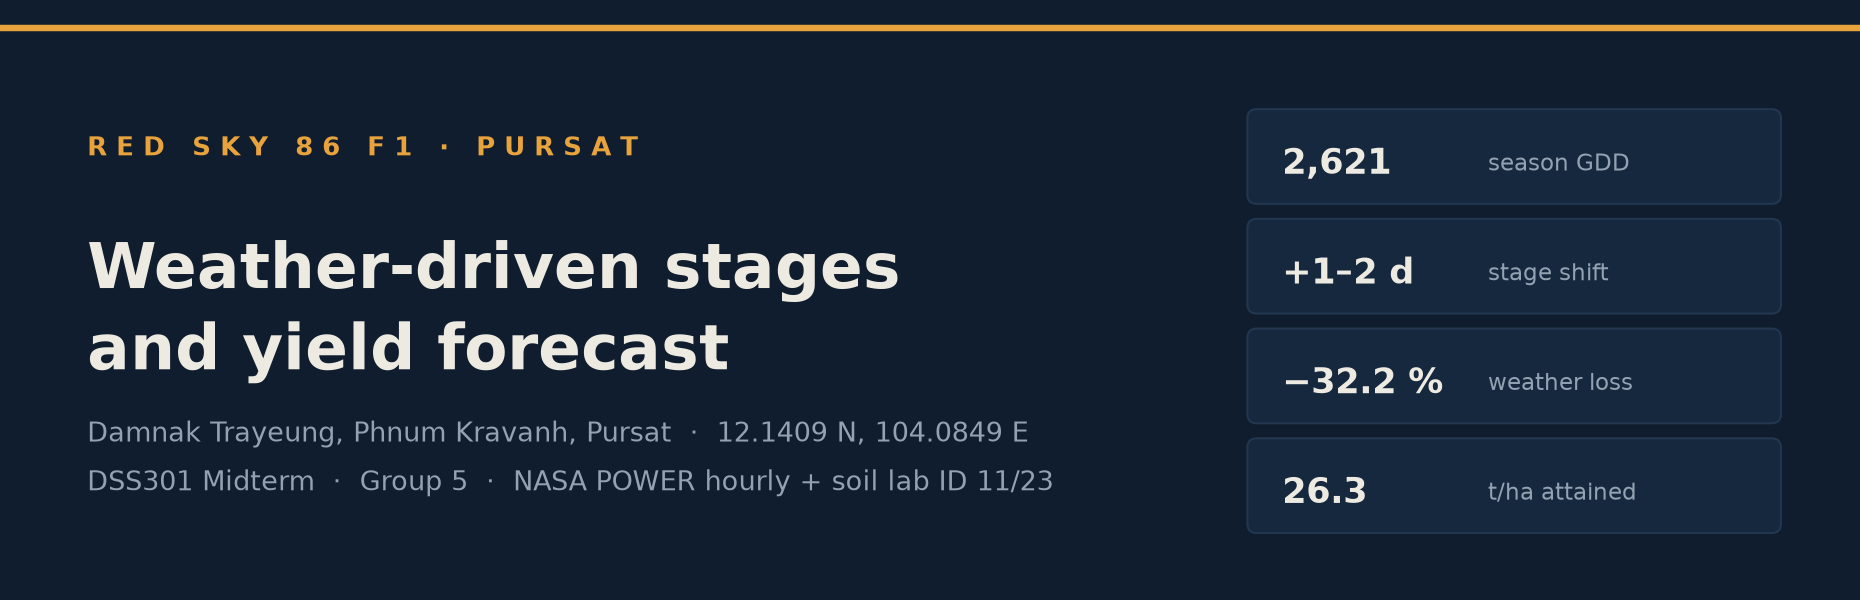 RED SKY 86 F1 · PURSAT
Weather-driven stages
and yield forecast
Damnak Trayeung, Phnum Kravanh, Pursat · 12.1409 N, 104.0849 E
DSS301 Midterm · Group 5 · NASA POWER hourly + soil lab ID 11/23
2,621 season GDD
+1–2 d stage shift
−32.2 % weather loss
26.3 t/ha attained